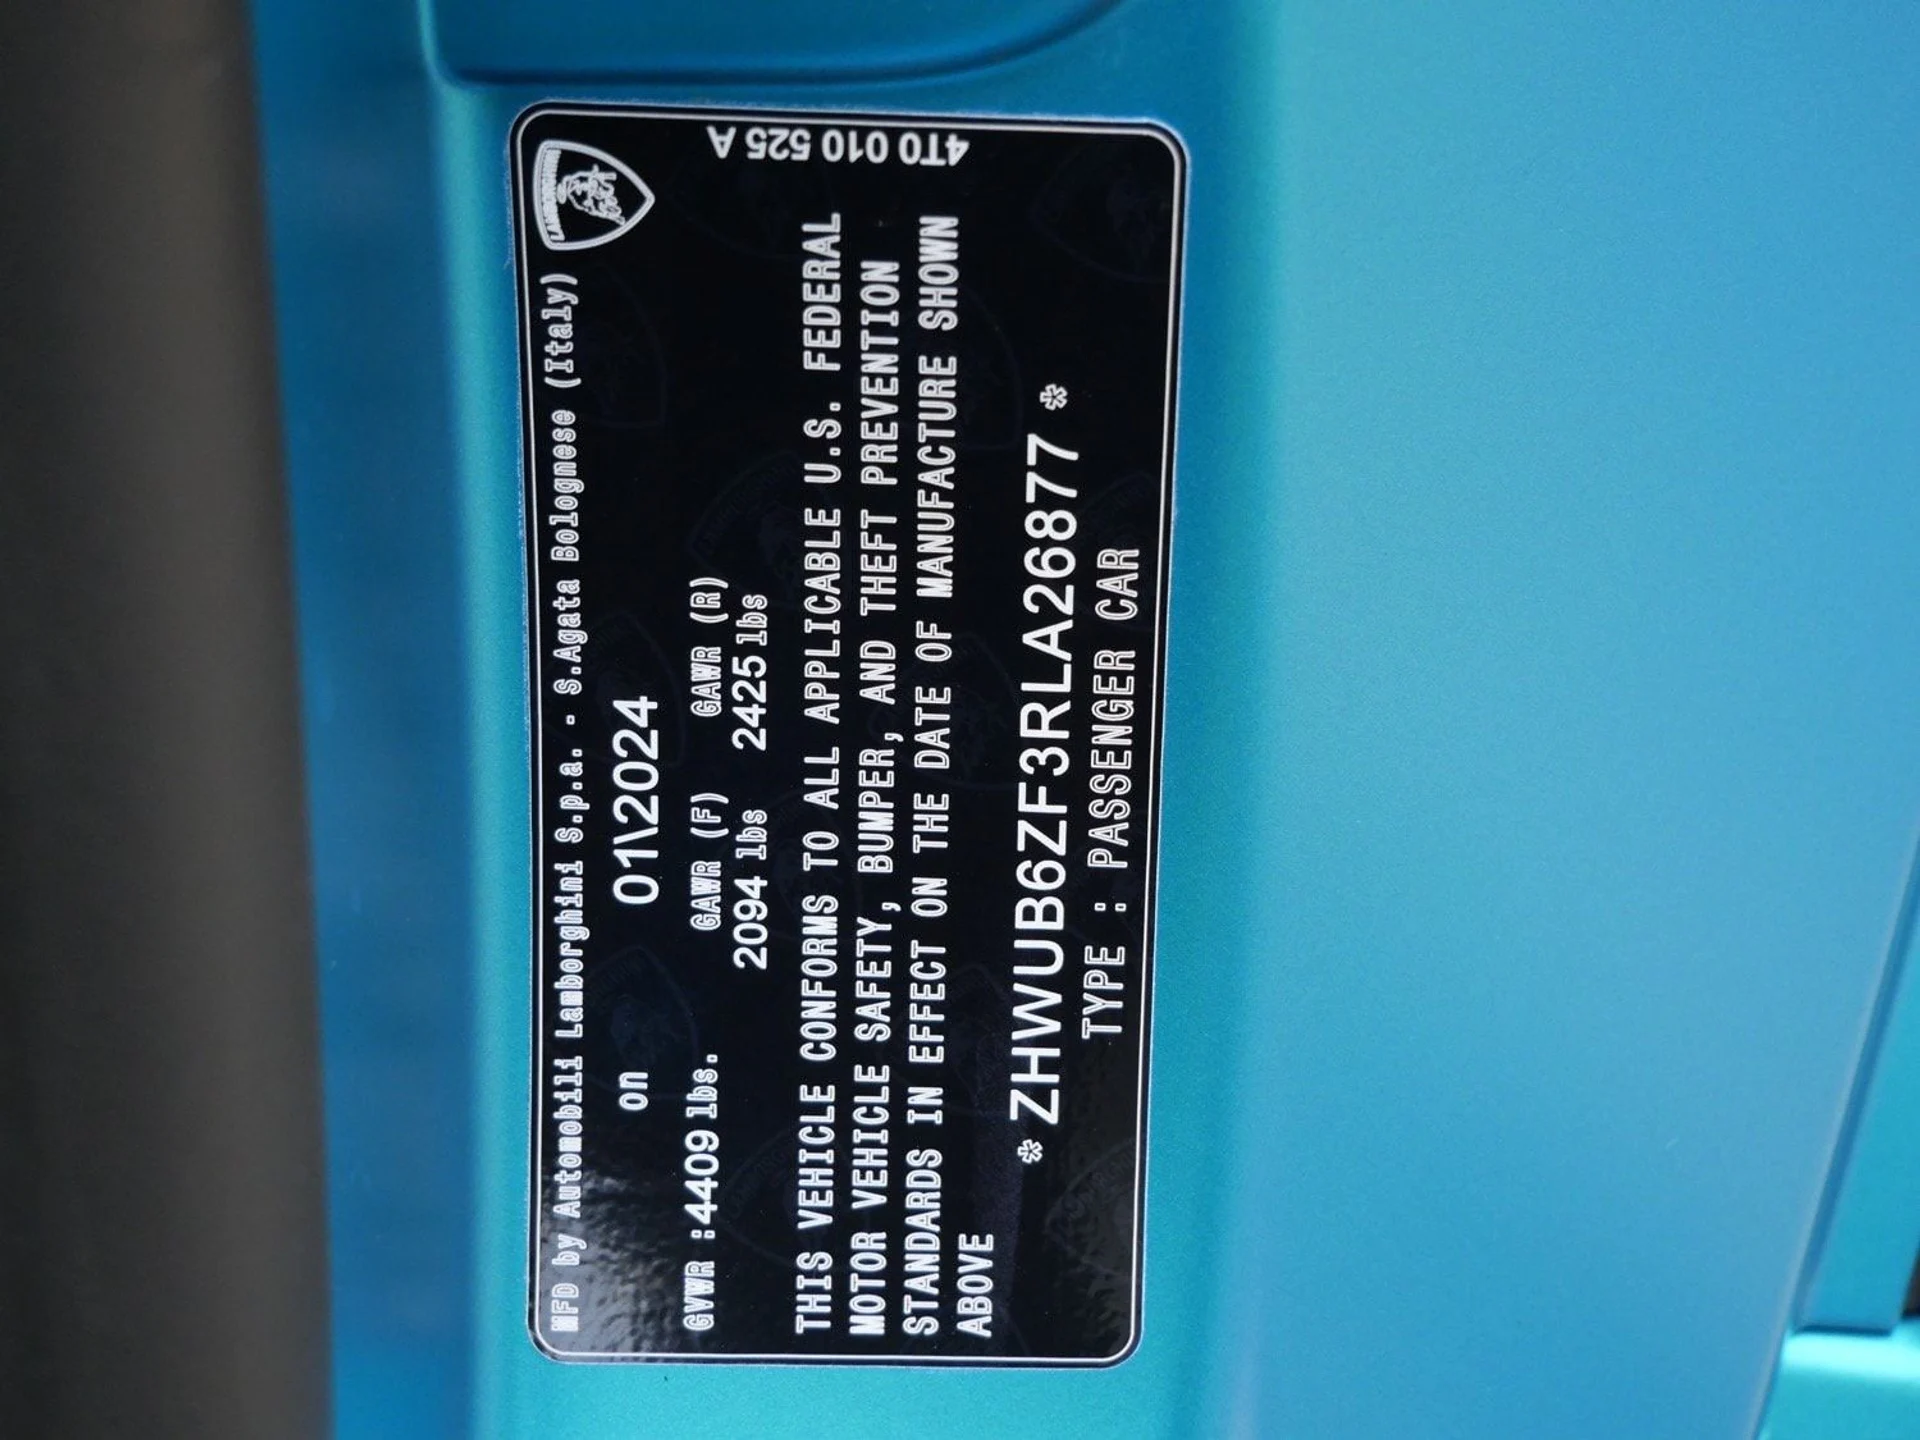 LAMBORGHINI
MFD by Automobili Lamborghini S.p.a. - S.Agata Bolognese (Italy)
on 01\2024
GVWR :4409 lbs. GAWR (F) GAWR (R)
2094 lbs 2425 lbs
THIS VEHICLE CONFORMS TO ALL APPLICABLE U.S. FEDERAL
MOTOR VEHICLE SAFETY, BUMPER, AND THEFT PREVENTION
STANDARDS IN EFFECT ON THE DATE OF MANUFACTURE SHOWN
ABOVE
* ZHWUB6ZF3RLA26877 *
TYPE : PASSENGER CAR
4T0 010 525 A